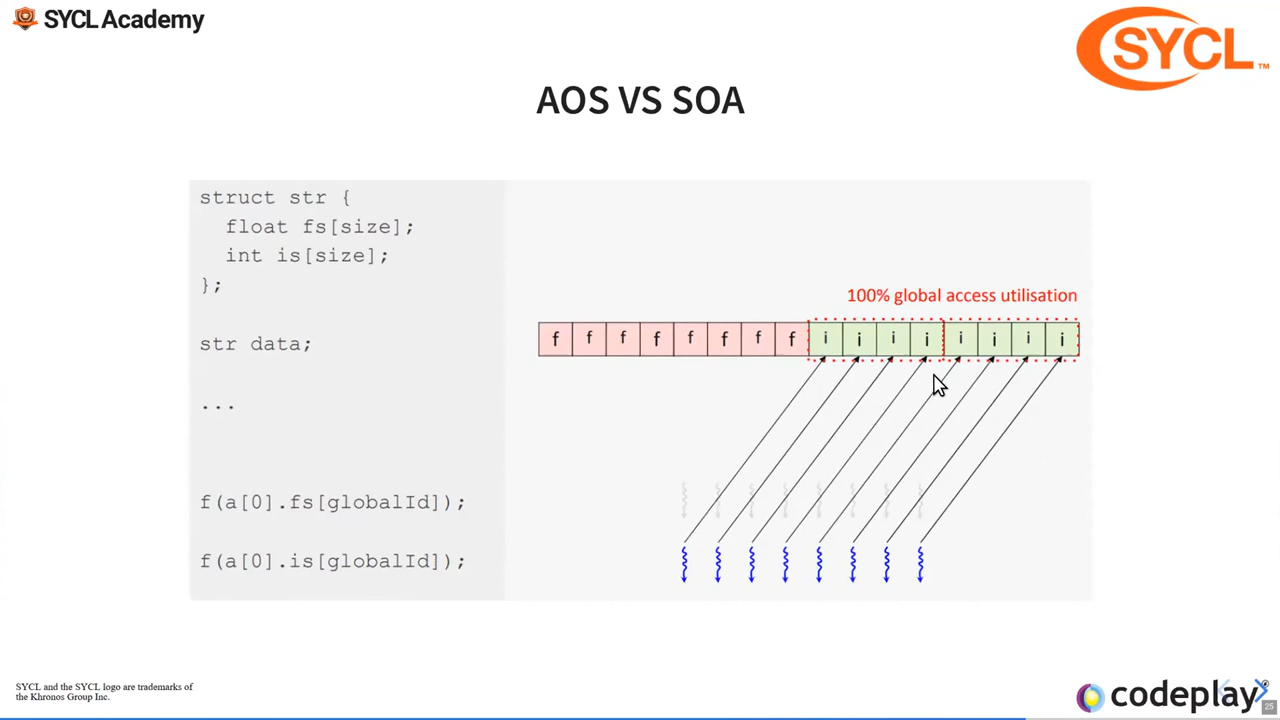 SYCL Academy
SYCL™
AOS VS SOA
struct str {
float fs[size];
int is[size];
};
str data;
...
f(a[0].fs[globalId]);
f(a[0].is[globalId]);
100% global access utilisation
f f f f f f f f i i i i i i i i
SYCL and the SYCL logo are trademarks of
the Khronos Group Inc.
codeplay
25